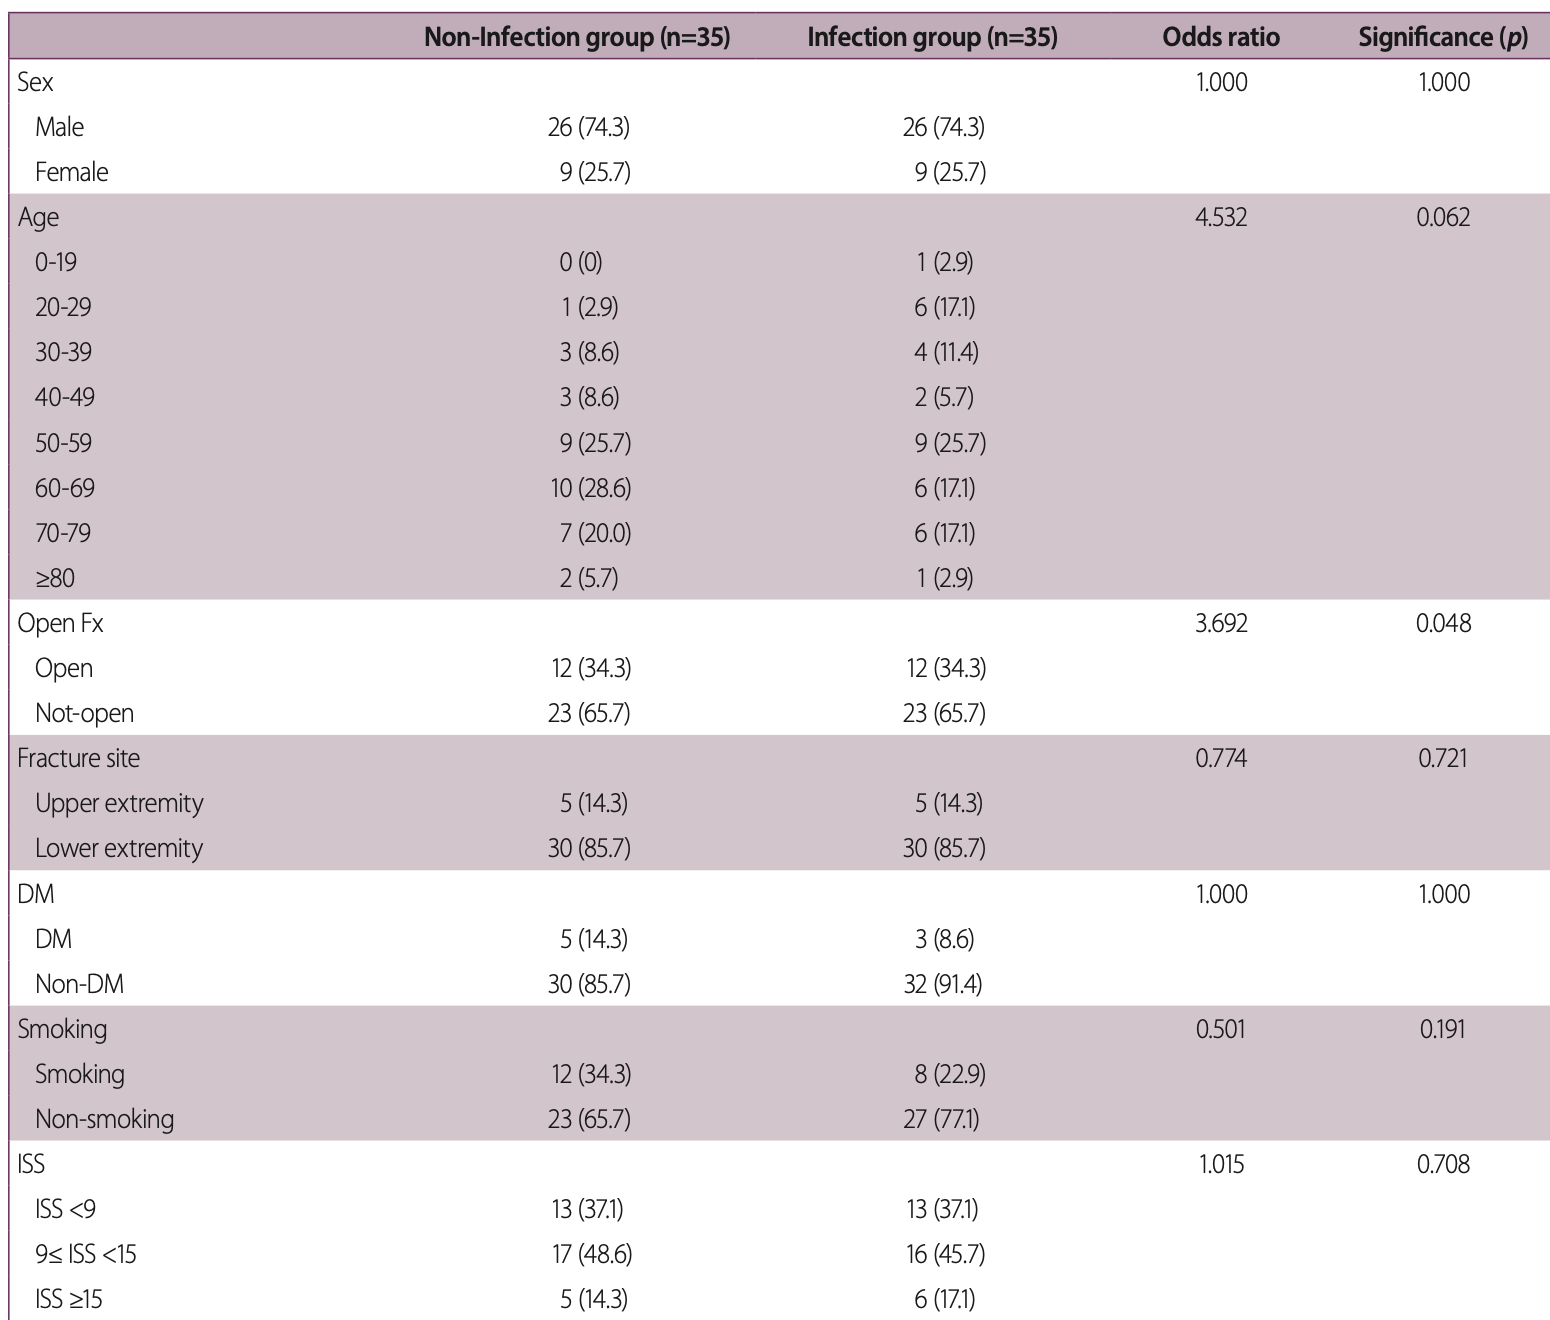 Non-Infection group (n=35) Infection group (n=35) Odds ratio Significance (p)
Sex 1.000 1.000
Male 26 (74.3) 26 (74.3)
Female 9 (25.7) 9 (25.7)
Age 4.532 0.062
0-19 0 (0) 1 (2.9)
20-29 1 (2.9) 6 (17.1)
30-39 3 (8.6) 4 (11.4)
40-49 3 (8.6) 2 (5.7)
50-59 9 (25.7) 9 (25.7)
60-69 10 (28.6) 6 (17.1)
70-79 7 (20.0) 6 (17.1)
≥80 2 (5.7) 1 (2.9)
Open Fx 3.692 0.048
Open 12 (34.3) 12 (34.3)
Not-open 23 (65.7) 23 (65.7)
Fracture site 0.774 0.721
Upper extremity 5 (14.3) 5 (14.3)
Lower extremity 30 (85.7) 30 (85.7)
DM 1.000 1.000
DM 5 (14.3) 3 (8.6)
Non-DM 30 (85.7) 32 (91.4)
Smoking 0.501 0.191
Smoking 12 (34.3) 8 (22.9)
Non-smoking 23 (65.7) 27 (77.1)
ISS 1.015 0.708
ISS <9 13 (37.1) 13 (37.1)
9≤ ISS <15 17 (48.6) 16 (45.7)
ISS ≥15 5 (14.3) 6 (17.1)